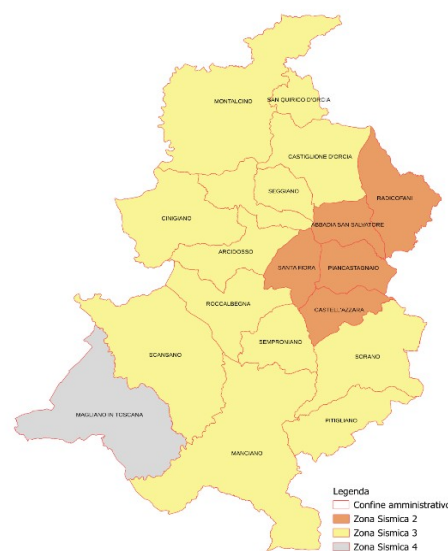 MONTALCINO
SAN QUIRICO D'ORCIA
CASTIGLIONE D'ORCIA
SEGGIANO
RADICOFANI
CINIGIANO
ABBADIA SAN SALVATORE
ARCIDOSSO
SANTA FIORA
PIANCASTAGNAIO
ROCCALBEGNA
CASTELL'AZZARA
SEMPRONIANO
SCANSANO
SORANO
MAGLIANO IN TOSCANA
PITIGLIANO
MANCIANO
Legenda
Confine amministrativo
Zona Sismica 2
Zona Sismica 3
Zona Sismica 4